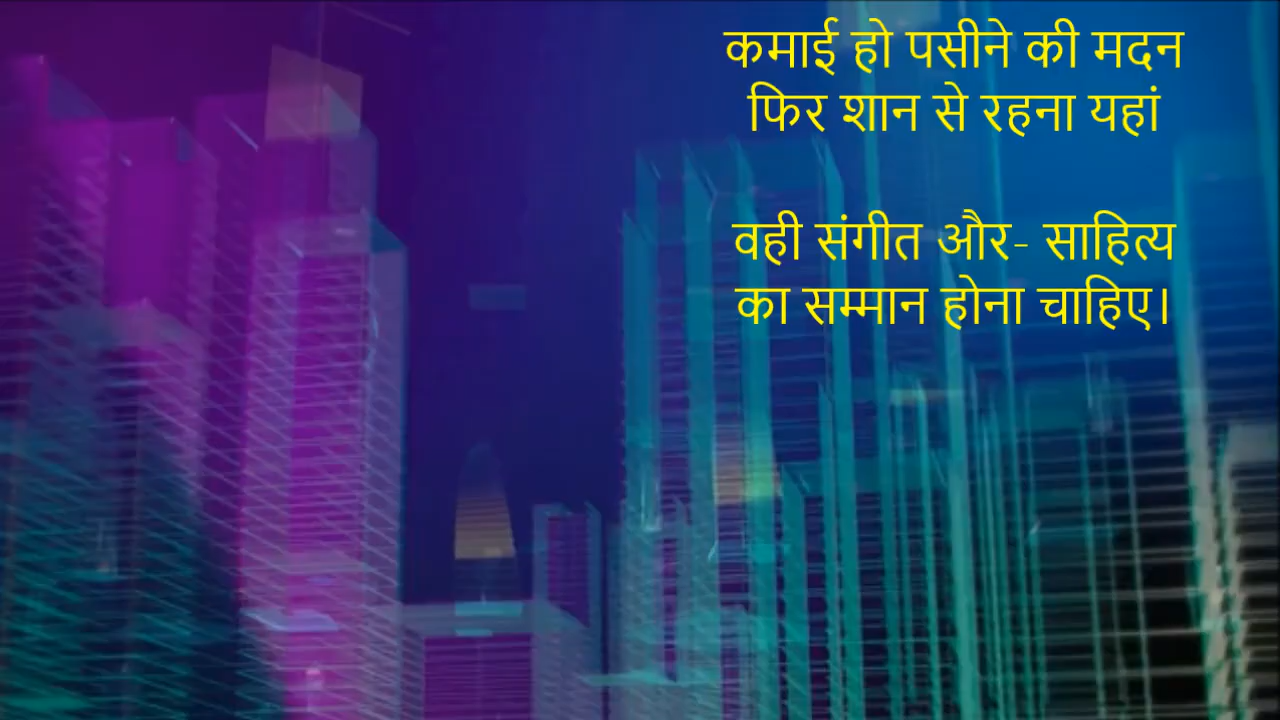 कमाई हो पसीने की मदन
फिर शान से रहना यहां
वही संगीत और- साहित्य
का सम्मान होना चाहिए।